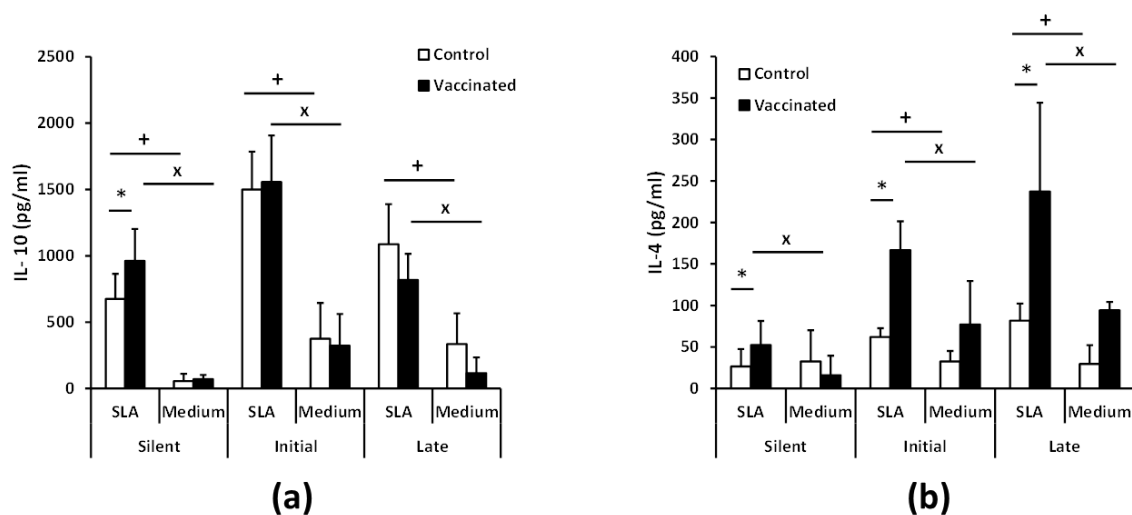 2500
2000
1500
1000
500
0
IL- 10 (pg/ml)
Control
Vaccinated
+
x
*
+
x
+
x
SLA Medium SLA Medium SLA Medium
Silent Initial Late
(a)
400
350
300
250
200
150
100
50
0
IL-4 (pg/ml)
Control
Vaccinated
*
x
+
x
*
+
x
*
SLA Medium SLA Medium SLA Medium
Silent Initial Late
(b)